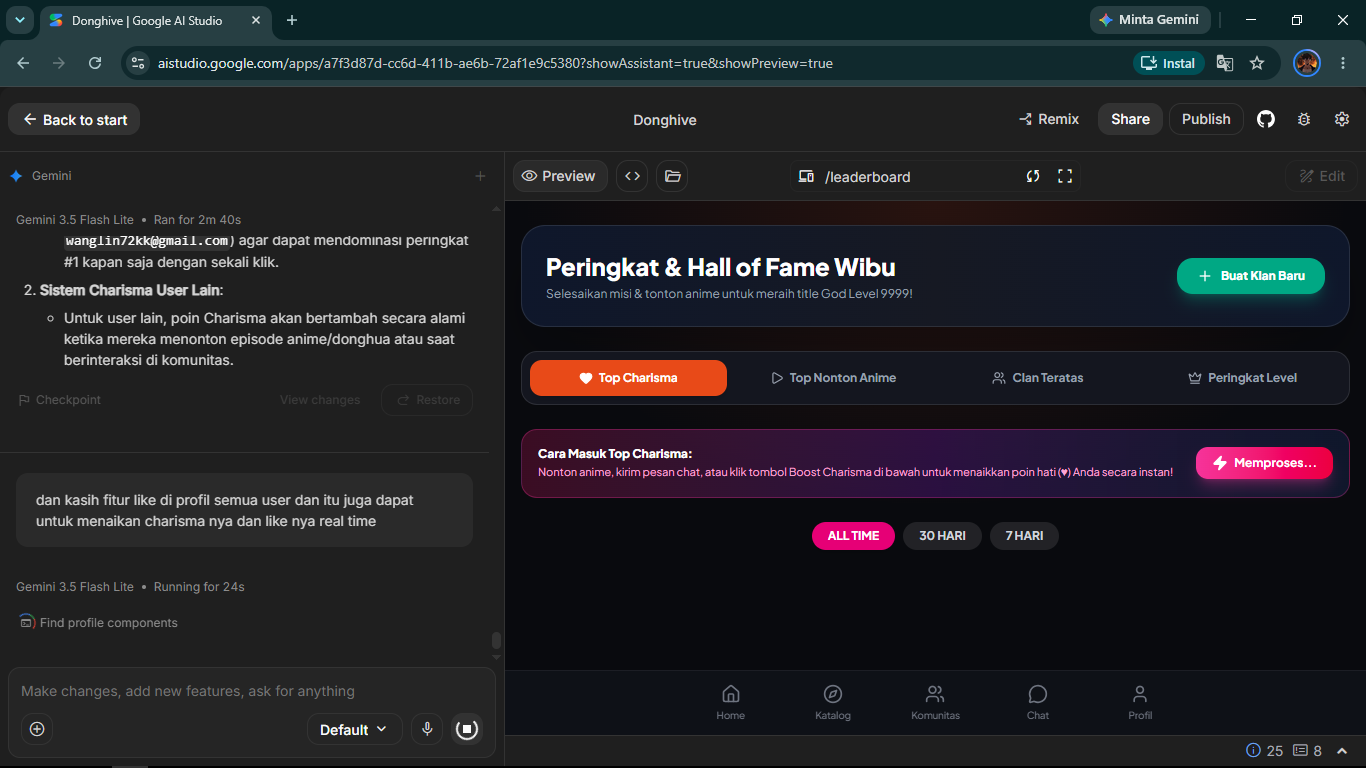 Donghive | Google AI Studio
Minta Gemini
aistudio.google.com/apps/a7f3d87d-cc6d-411b-ae6b-72af1e9c5380?showAssistant=true&showPreview=true
Instal
Back to start
Donghive
Remix
Share
Publish
Gemini
Gemini 3.5 Flash Lite • Ran for 2m 40s
wanglin72kk@gmail.com) agar dapat mendominasi peringkat
#1 kapan saja dengan sekali klik.
2. Sistem Charisma User Lain:
Untuk user lain, poin Charisma akan bertambah secara alami
ketika mereka menonton episode anime/donghua atau saat
berinteraksi di komunitas.
Checkpoint
View changes
Restore
dan kasih fitur like di profil semua user dan itu juga dapat
untuk menaikan charisma nya dan like nya real time
Gemini 3.5 Flash Lite • Running for 24s
Find profile components
Make changes, add new features, ask for anything
Default
Preview
/leaderboard
Edit
Peringkat & Hall of Fame Wibu
Selesaikan misi & tonton anime untuk meraih title God Level 9999!
Buat Klan Baru
Top Charisma
Top Nonton Anime
Clan Teratas
Peringkat Level
Cara Masuk Top Charisma:
Nonton anime, kirim pesan chat, atau klik tombol Boost Charisma di bawah untuk menaikkan poin hati (♥) Anda secara instan!
Memproses...
ALL TIME
30 HARI
7 HARI
Home
Katalog
Komunitas
Chat
Profil
25
8